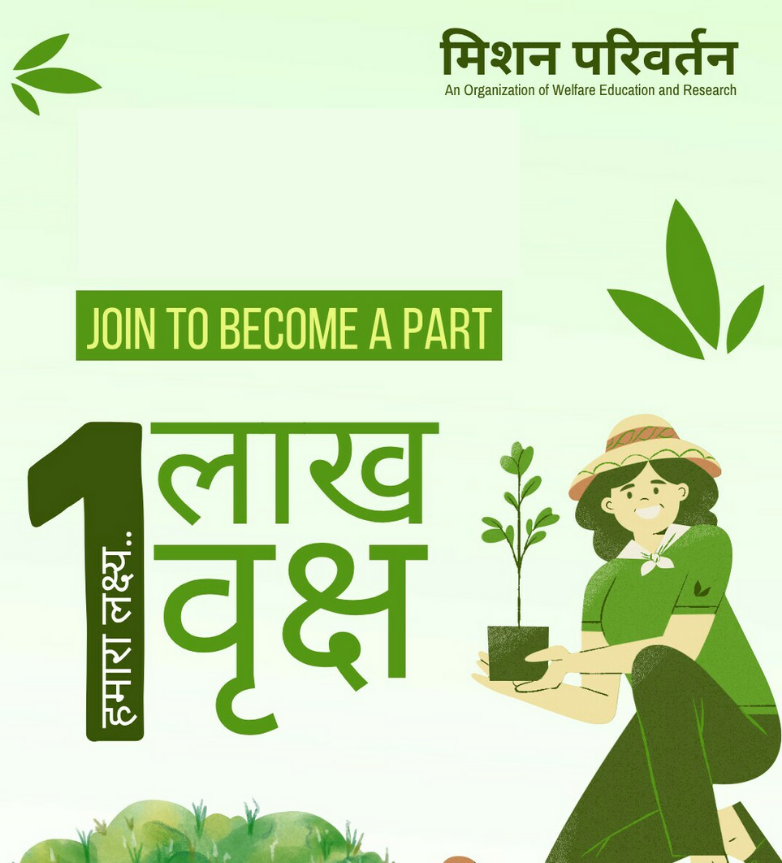 मिशन परिवर्तन
An Organization of Welfare Education and Research
JOIN TO BECOME A PART
1 लाख
वृक्ष
हमारा लक्ष्य..